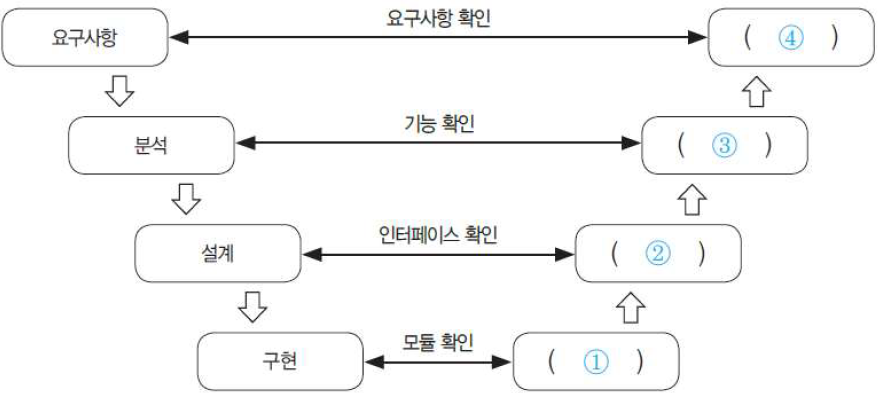 요구사항 확인
요구사항
( ④ )
기능 확인
분석
( ③ )
인터페이스 확인
설계
( ② )
모듈 확인
구현
( ① )